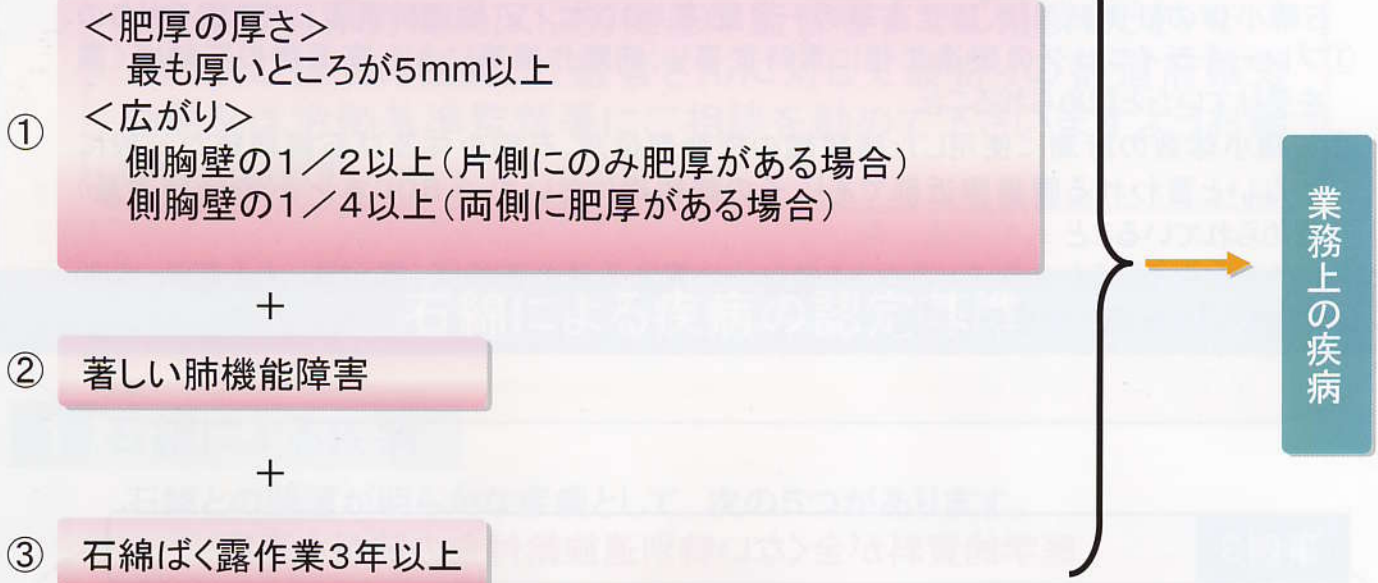 ① <肥厚の厚さ>
最も厚いところが5mm以上
<広がり>
側胸壁の1/2以上(片側にのみ肥厚がある場合)
側胸壁の1/4以上(両側に肥厚がある場合)
+
② 著しい肺機能障害
+
③ 石綿ばく露作業3年以上
業務上の疾病